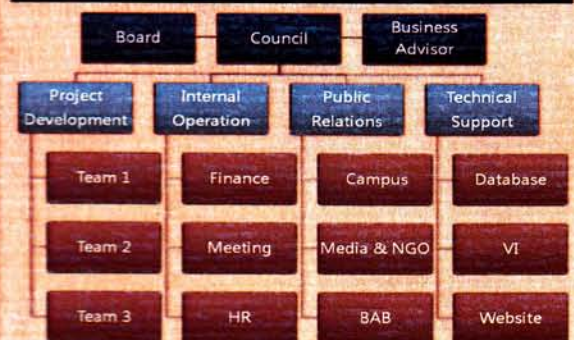 Board
Council
Business
Advisor
Project
Development
Internal
Operation
Public
Relations
Technical
Support
Team 1
Finance
Campus
Database
Team 2
Meeting
Media & NGO
VI
Team 3
HR
BAB
Website